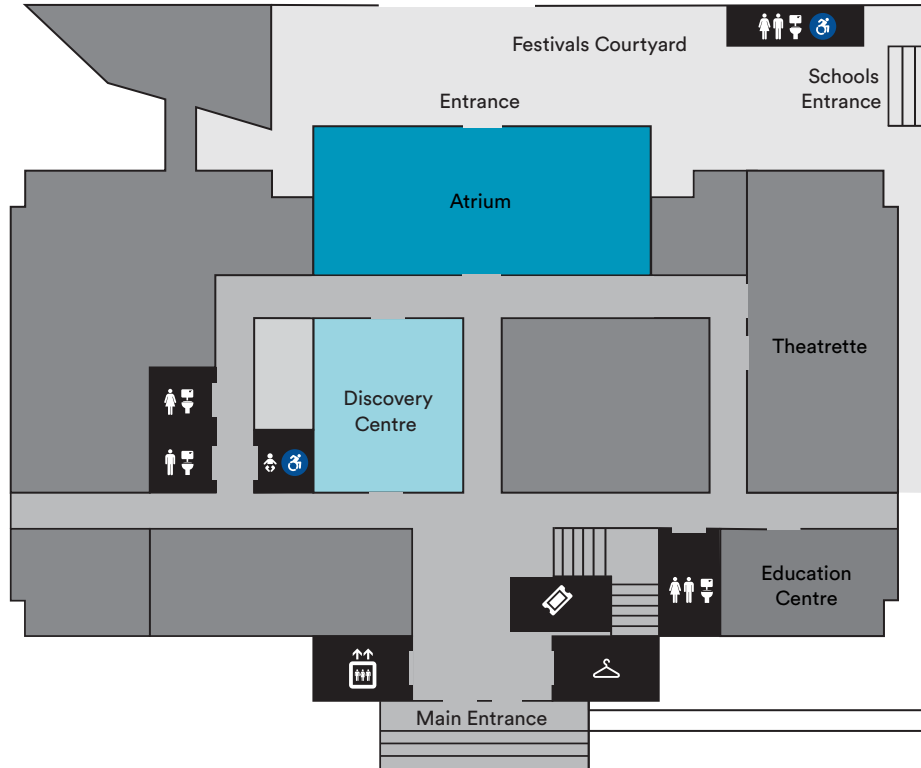 Festivals Courtyard
Schools
Entrance
Entrance
Atrium
Theatrette
Discovery
Centre
Education
Centre
Main Entrance